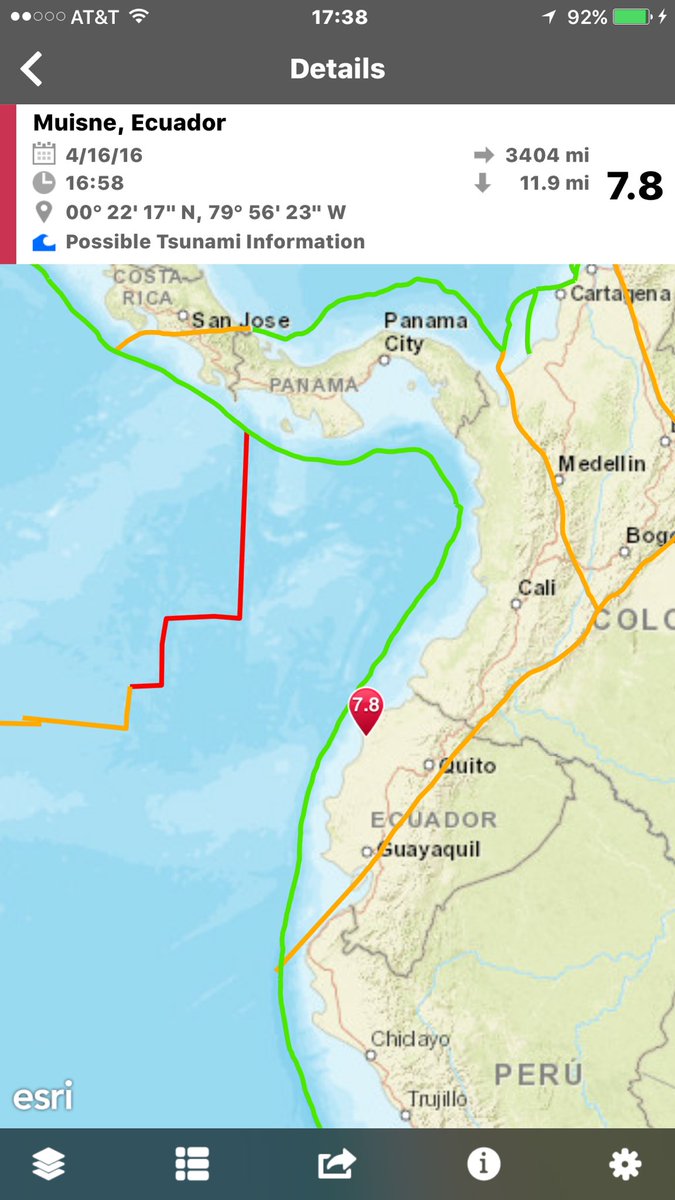 AT&T 17:38 92%
Details
Muisne, Ecuador
4/16/16 3404 mi
16:58 11.9 mi 7.8
00° 22' 17" N, 79° 56' 23" W
Possible Tsunami Information
COSTA
RICA
Cartagena
San Jose
Panama
City
PANAMA
Medellin
Bogo
Cali
COLO
7.8
Quito
ECUADOR
Guayaquil
Chiclayo
PERÚ
esri
Trujillo